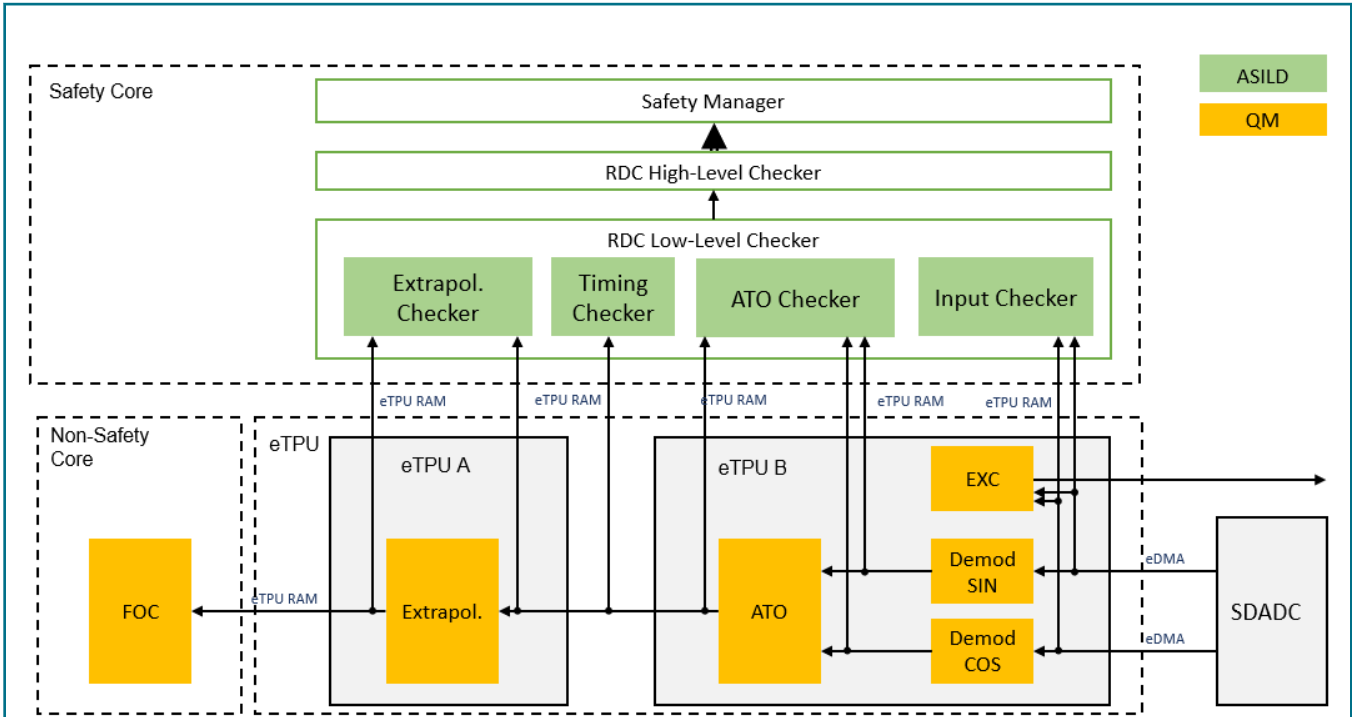 Safety Core
ASILD
QM
Safety Manager
RDC High-Level Checker
RDC Low-Level Checker
Extrapol.
Checker
Timing
Checker
ATO Checker
Input Checker
eTPU RAM
eTPU RAM
eTPU RAM
eTPU RAM
eTPU RAM
Non-Safety
Core
eTPU
eTPU A
eTPU B
EXC
FOC
eTPU RAM
Extrapol.
ATO
Demod
SIN
Demod
COS
eDMA
eDMA
SDADC